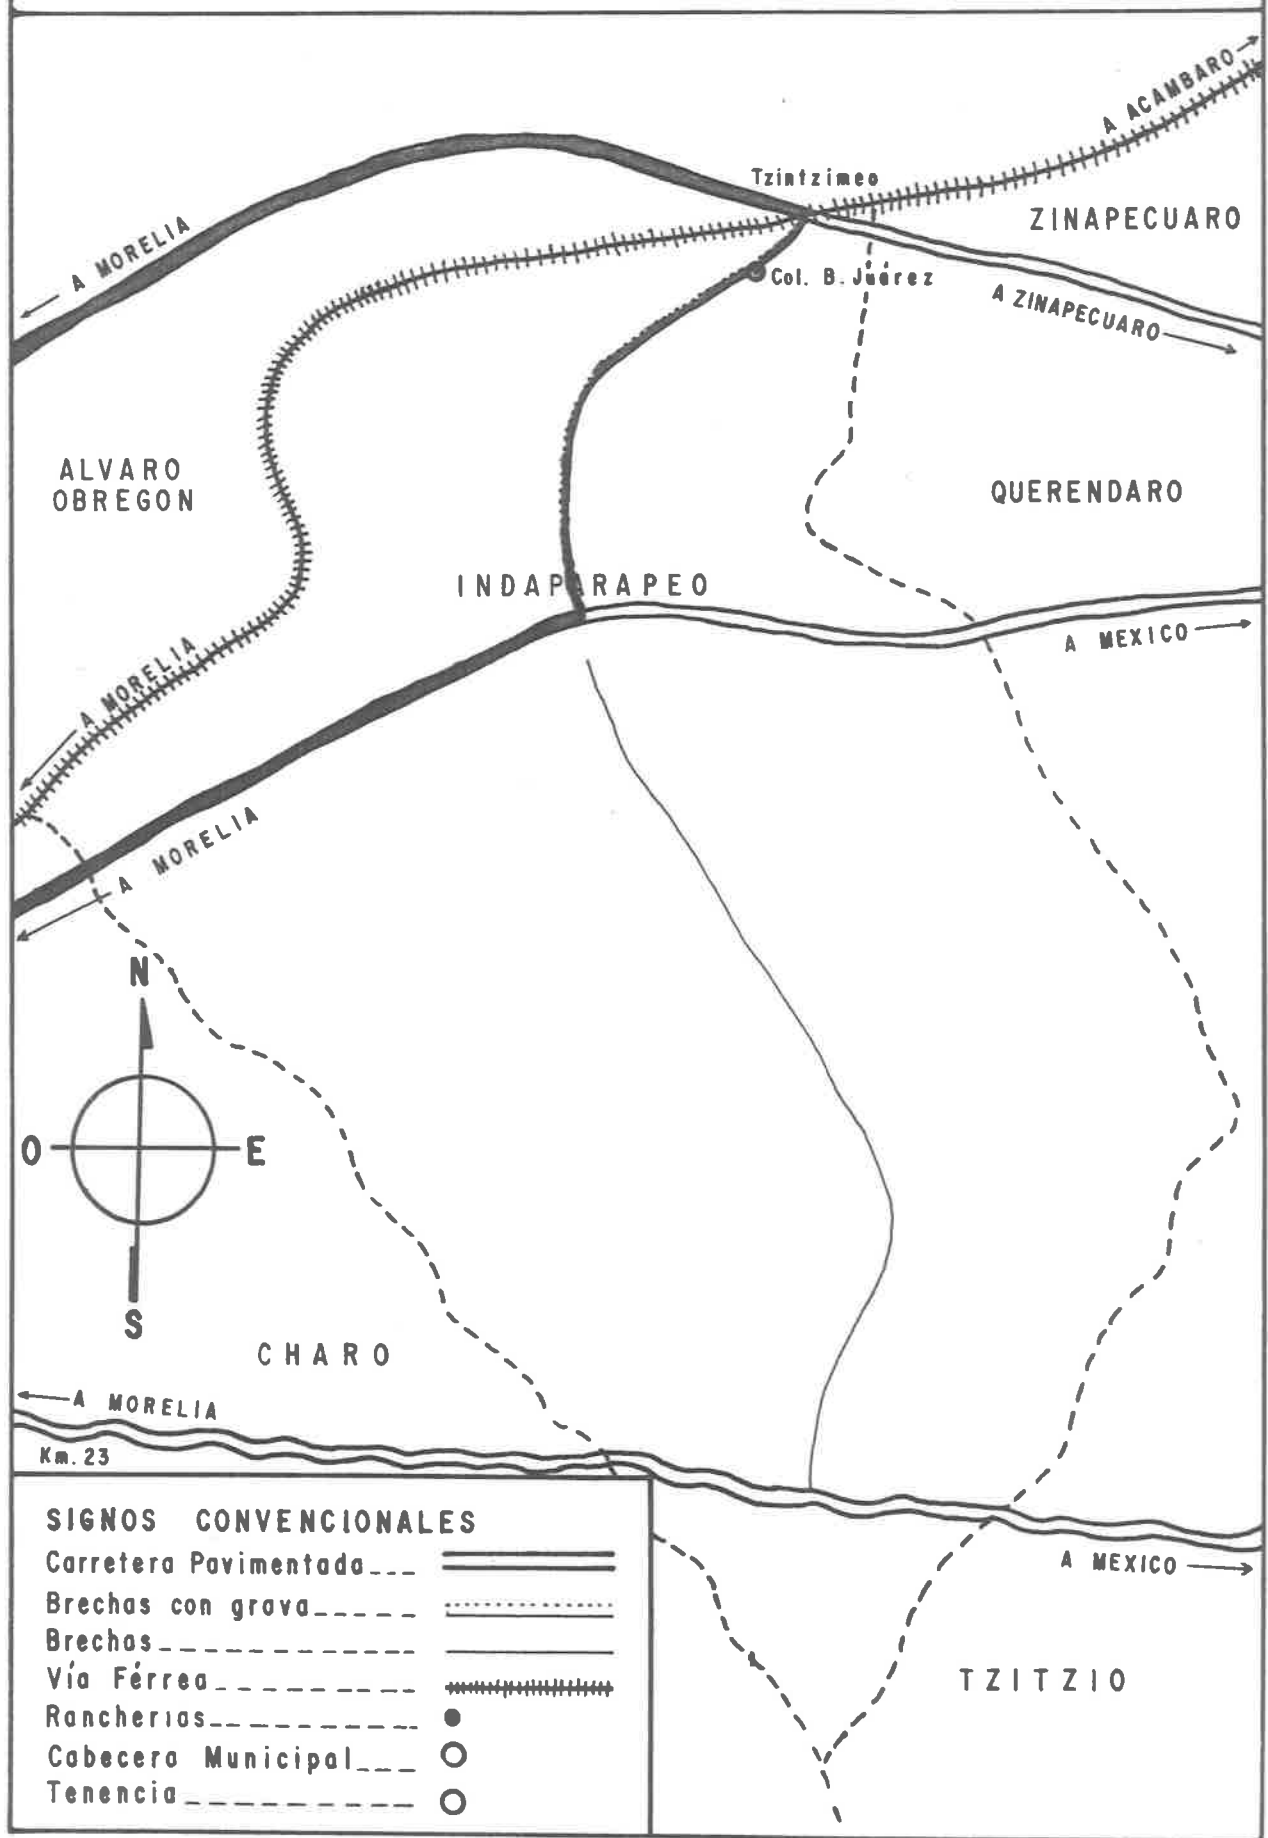 A ACAMBARO
Tzintzimeo
ZINAPECUARO
A MORELIA
Col. B. Juárez
A ZINAPECUARO
ALVARO
OBREGON
QUERENDARO
INDAPARAPEO
A MEXICO
A MORELIA
A MORELIA
N
O
E
S
CHARO
A MORELIA
Km. 23
SIGNOS CONVENCIONALES
Carretera Pavimentada
Brechas con grava
Brechas
Vía Férrea
Rancherias
Cabecera Municipal
Tenencia
A MEXICO
TZITZIO